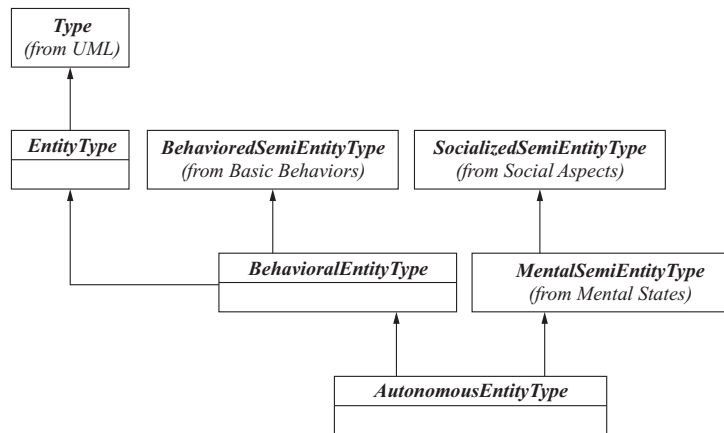 Type
(from UML)
EntityType
BehavioredSemiEntityType
(from Basic Behaviors)
SocializedSemiEntityType
(from Social Aspects)
BehavioralEntityType
MentalSemiEntityType
(from Mental States)
AutonomousEntityType